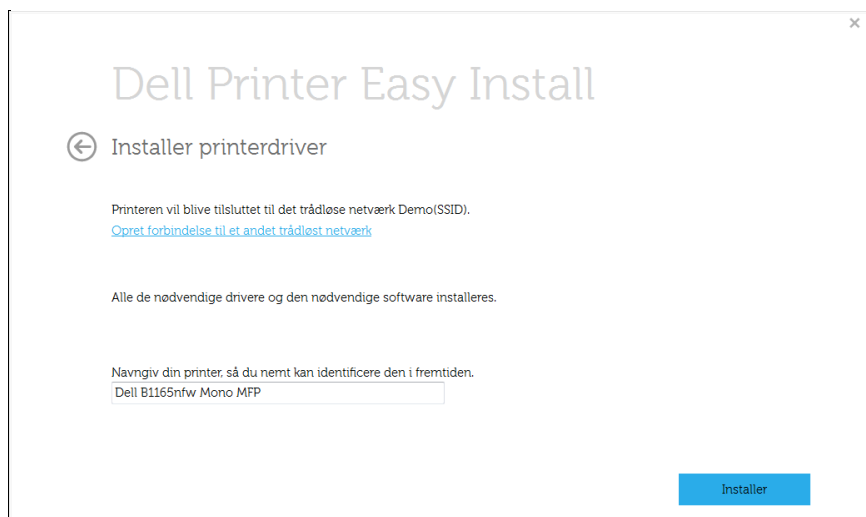 Dell Printer Easy Install
Installer printerdriver
Printeren vil blive tilsluttet til det trådløse netværk Demo(SSID).
Opret forbindelse til et andet trådløst netværk
Alle de nødvendige drivere og den nødvendige software installeres.
Navngiv din printer, så du nemt kan identificere den i fremtiden.
Dell B1165nfw Mono MFP
Installer